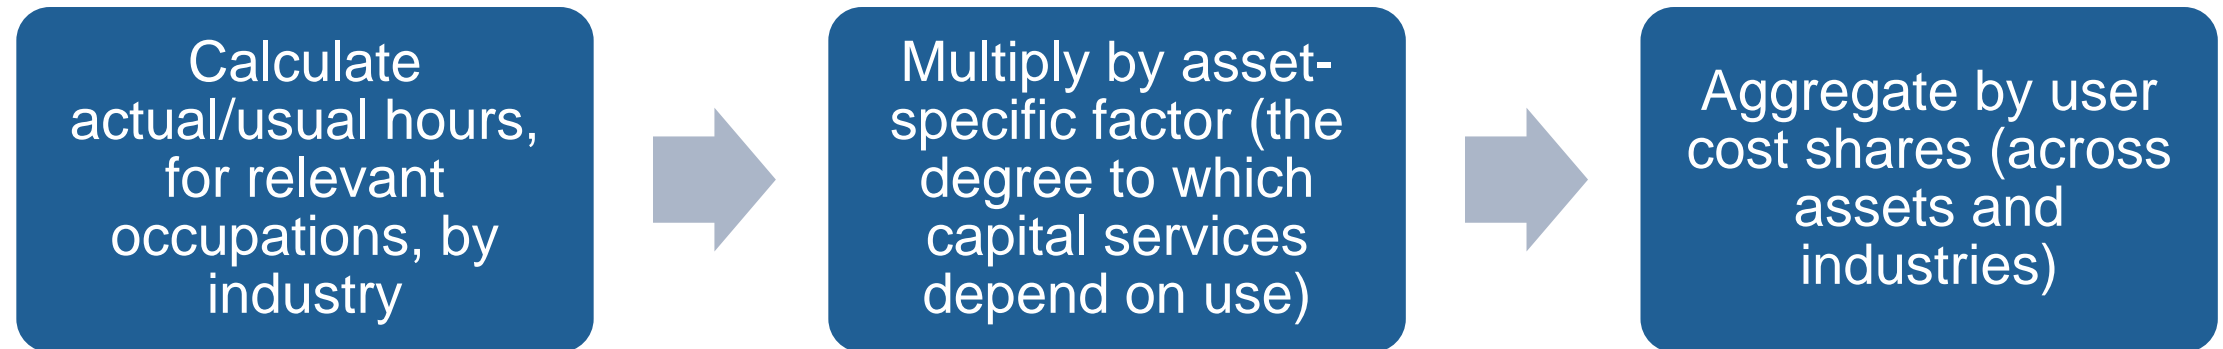 Calculate
actual/usual hours,
for relevant
occupations, by
industry
Multiply by asset-
specific factor (the
degree to which
capital services
depend on use)
Aggregate by user
cost shares (across
assets and
industries)